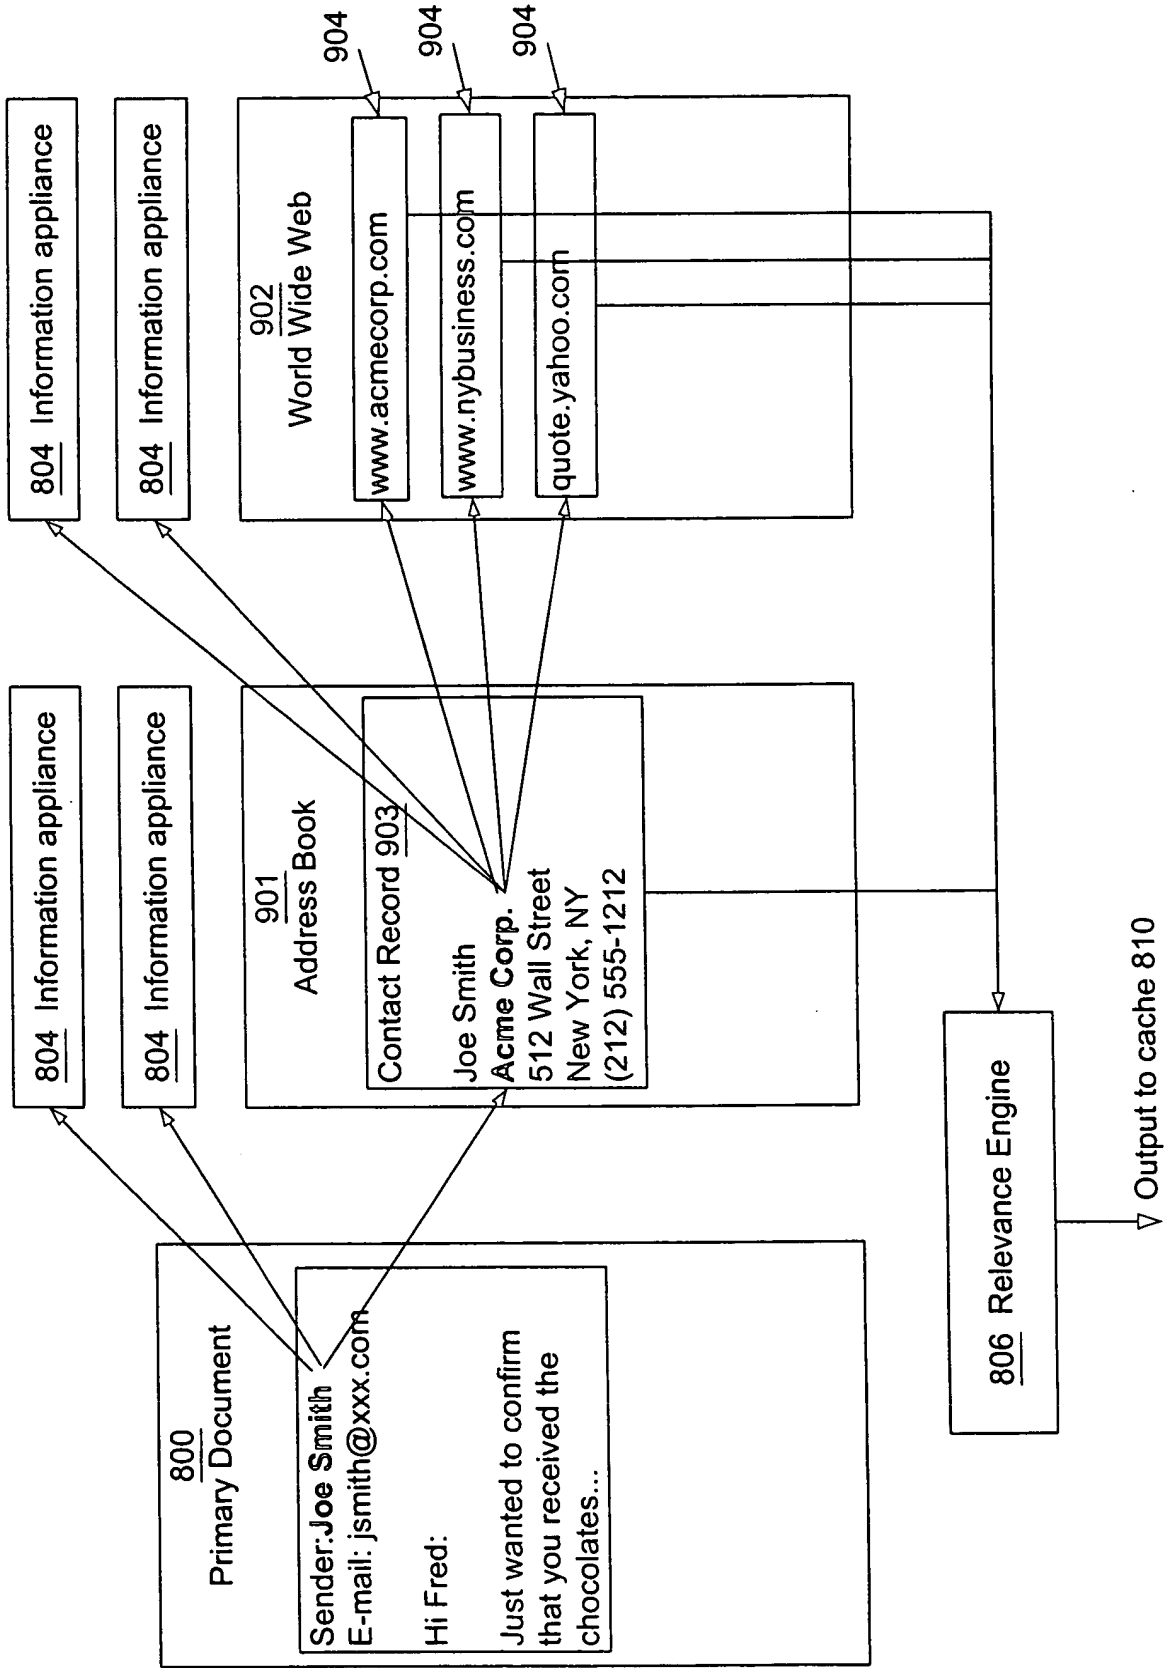 804 Information appliance
804 Information appliance
804 Information appliance
804 Information appliance
800
Primary Document
Sender:Joe Smith
E-mail: jsmith@xxx.com
Hi Fred:
Just wanted to confirm
that you received the
chocolates...
901
Address Book
Contact Record 903
Joe Smith
Acme Corp.
512 Wall Street
New York, NY
(212) 555-1212
902
World Wide Web
www.acmecorp.com
www.nybusiness.com
quote.yahoo.com
904
904
904
806 Relevance Engine
Output to cache 810